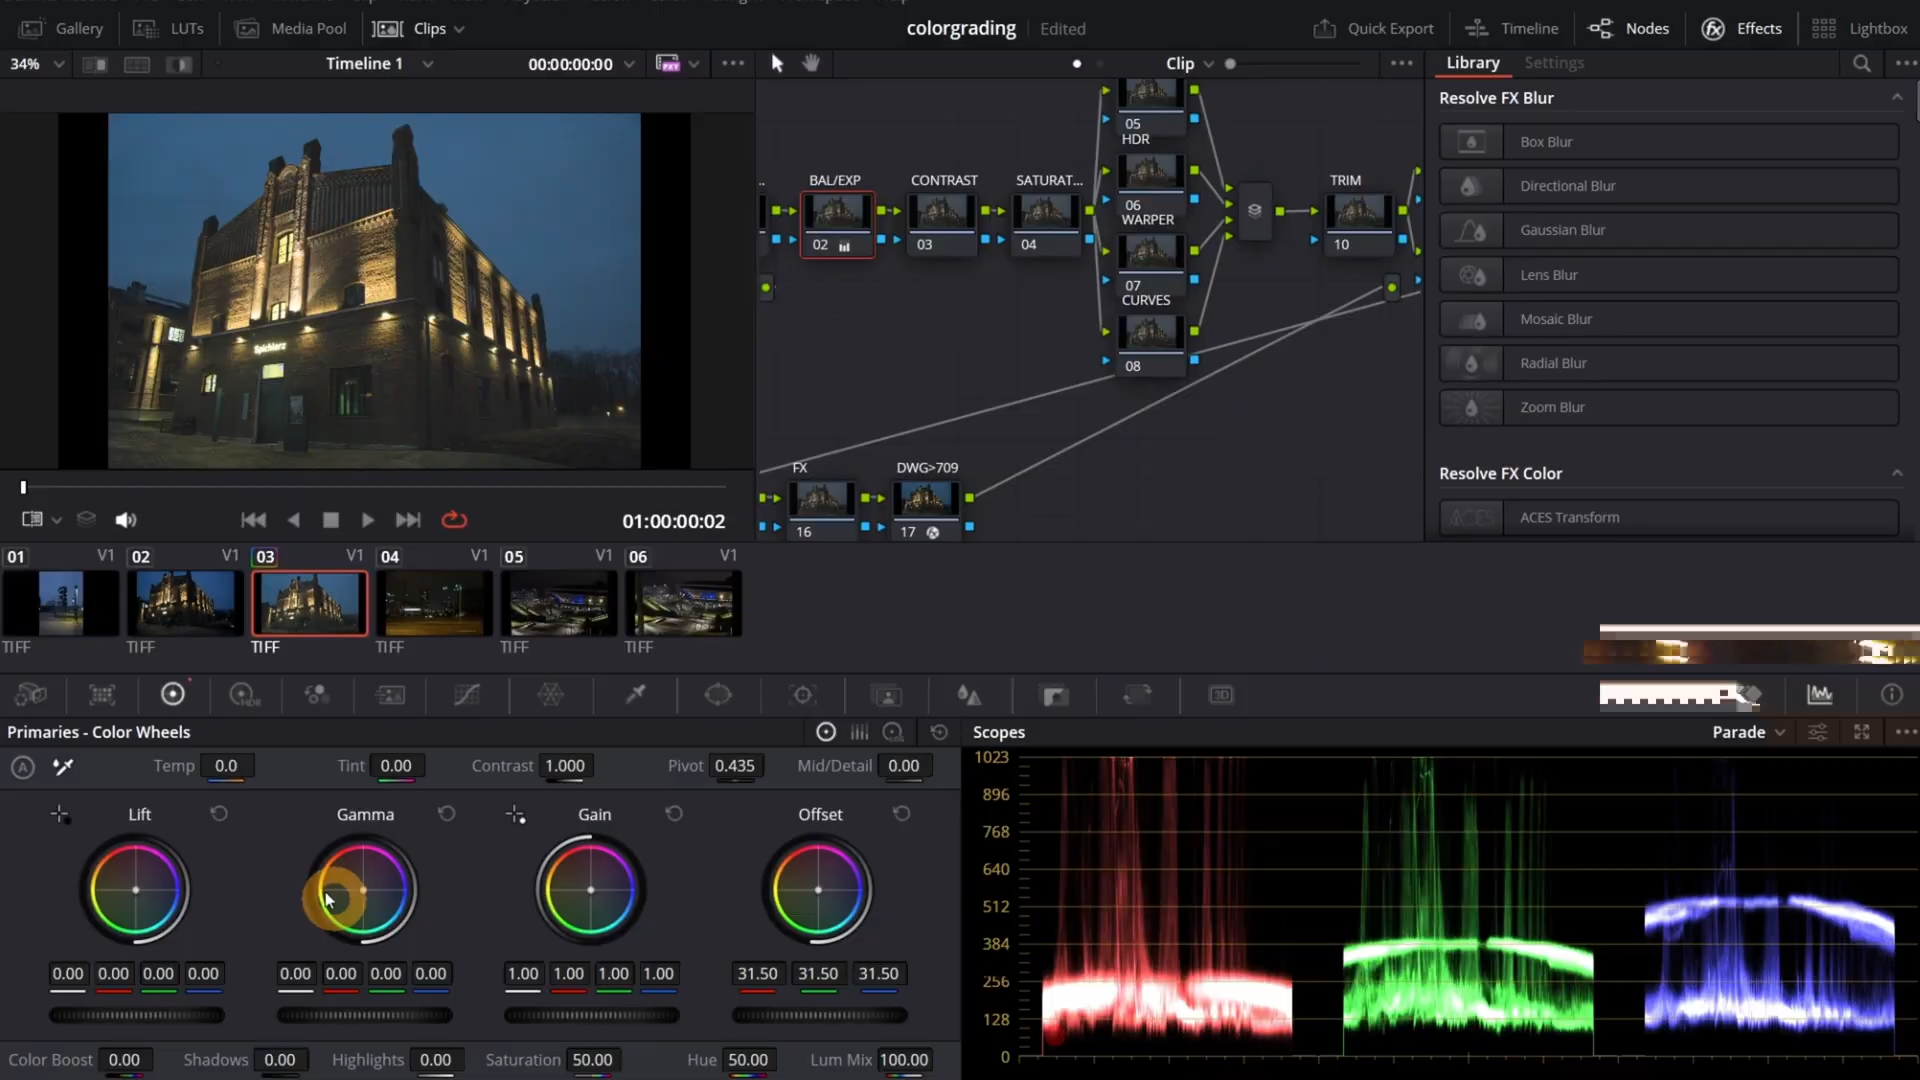 Gallery LUTs Media Pool Clips colorgrading Edited Quick Export Timeline Nodes Effects Lightbox
34% Timeline 1 00:00:00:00 Clip Library Settings
Resolve FX Blur
Box Blur
Directional Blur
Gaussian Blur
Lens Blur
Mosaic Blur
Radial Blur
Zoom Blur
Resolve FX Color
ACES Transform
05
HDR
BAL/EXP CONTRAST SATURAT... TRIM
06
WARPER
02 03 04 10
07
CURVES
08
FX DWG>709
16 17
Spichlerz
01:00:00:02
01 V1 02 V1 03 V1 04 V1 05 V1 06 V1
TIFF TIFF TIFF TIFF TIFF TIFF
HDR 3D
Primaries - Color Wheels
Temp 0.0 Tint 0.00 Contrast 1.000 Pivot 0.435 Mid/Detail 0.00
Lift Gamma Gain Offset
0.00 0.00 0.00 0.00 0.00 0.00 0.00 0.00 1.00 1.00 1.00 1.00 31.50 31.50 31.50
Color Boost 0.00 Shadows 0.00 Highlights 0.00 Saturation 50.00 Hue 50.00 Lum Mix 100.00
Scopes Parade
1023
896
768
640
512
384
256
128
0